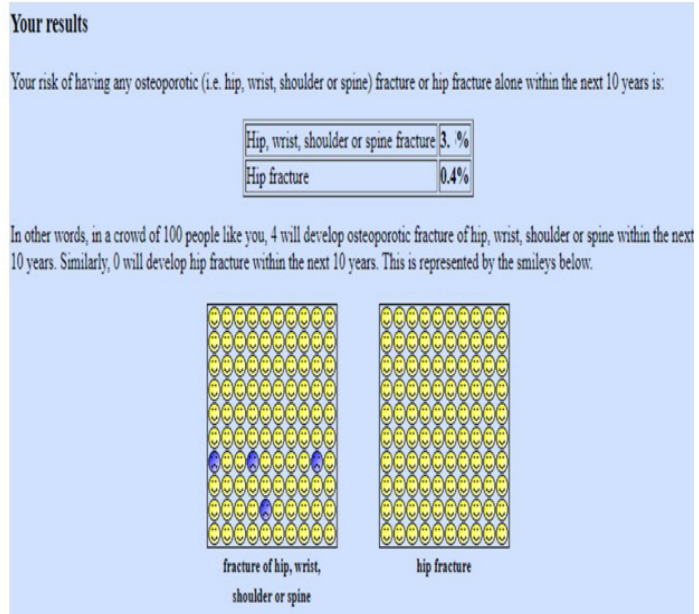 Your results
Your risk of having any osteoporotic (i.e. hip, wrist, shoulder or spine) fracture or hip fracture alone within the next 10 years is:
Hip, wrist, shoulder or spine fracture 3. %
Hip fracture 0.4%
In other words, in a crowd of 100 people like you, 4 will develop osteoporotic fracture of hip, wrist, shoulder or spine within the next
10 years. Similarly, 0 will develop hip fracture within the next 10 years. This is represented by the smileys below.
fracture of hip, wrist,
shoulder or spine
hip fracture